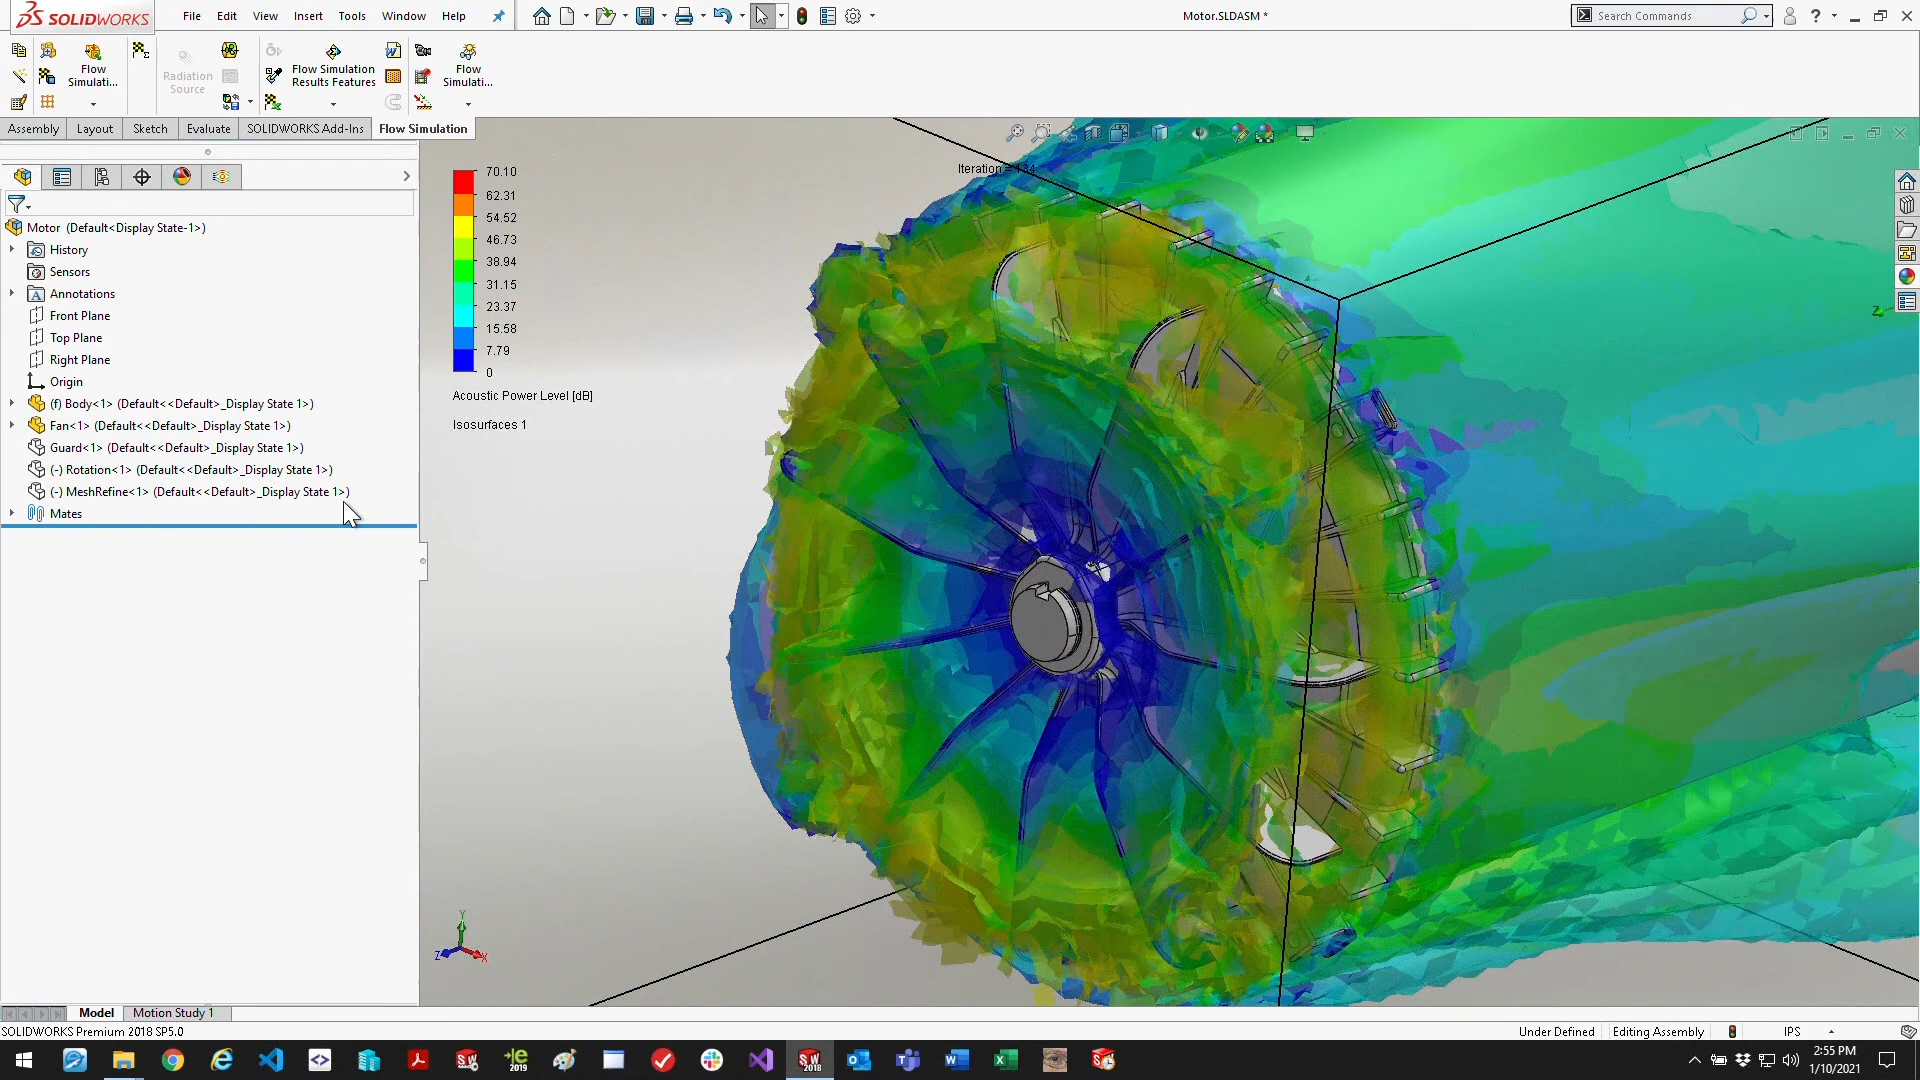 SOLIDWORKS
File Edit View Insert Tools Window Help
Motor.SLDASM *
Search Commands
Flow Simulati...
Radiation Source
Flow Simulation Results Features
Flow Simulati...
Assembly Layout Sketch Evaluate SOLIDWORKS Add-Ins Flow Simulation
Motor (Default<Display State-1>)
History
Sensors
Annotations
Front Plane
Top Plane
Right Plane
Origin
(f) Body<1> (Default<<Default>_Display State 1>)
Fan<1> (Default<<Default>_Display State 1>)
Guard<1> (Default<<Default>_Display State 1>)
(-) Rotation<1> (Default<<Default>_Display State 1>)
(-) MeshRefine<1> (Default<<Default>_Display State 1>)
Mates
70.10
62.31
54.52
46.73
38.94
31.15
23.37
15.58
7.79
0
Acoustic Power Level [dB]
Isosurfaces 1
Iteration = 134
Z
Y
Z X
Model Motion Study 1
SOLIDWORKS Premium 2018 SP5.0
Under Defined Editing Assembly IPS
2:55 PM
1/10/2021